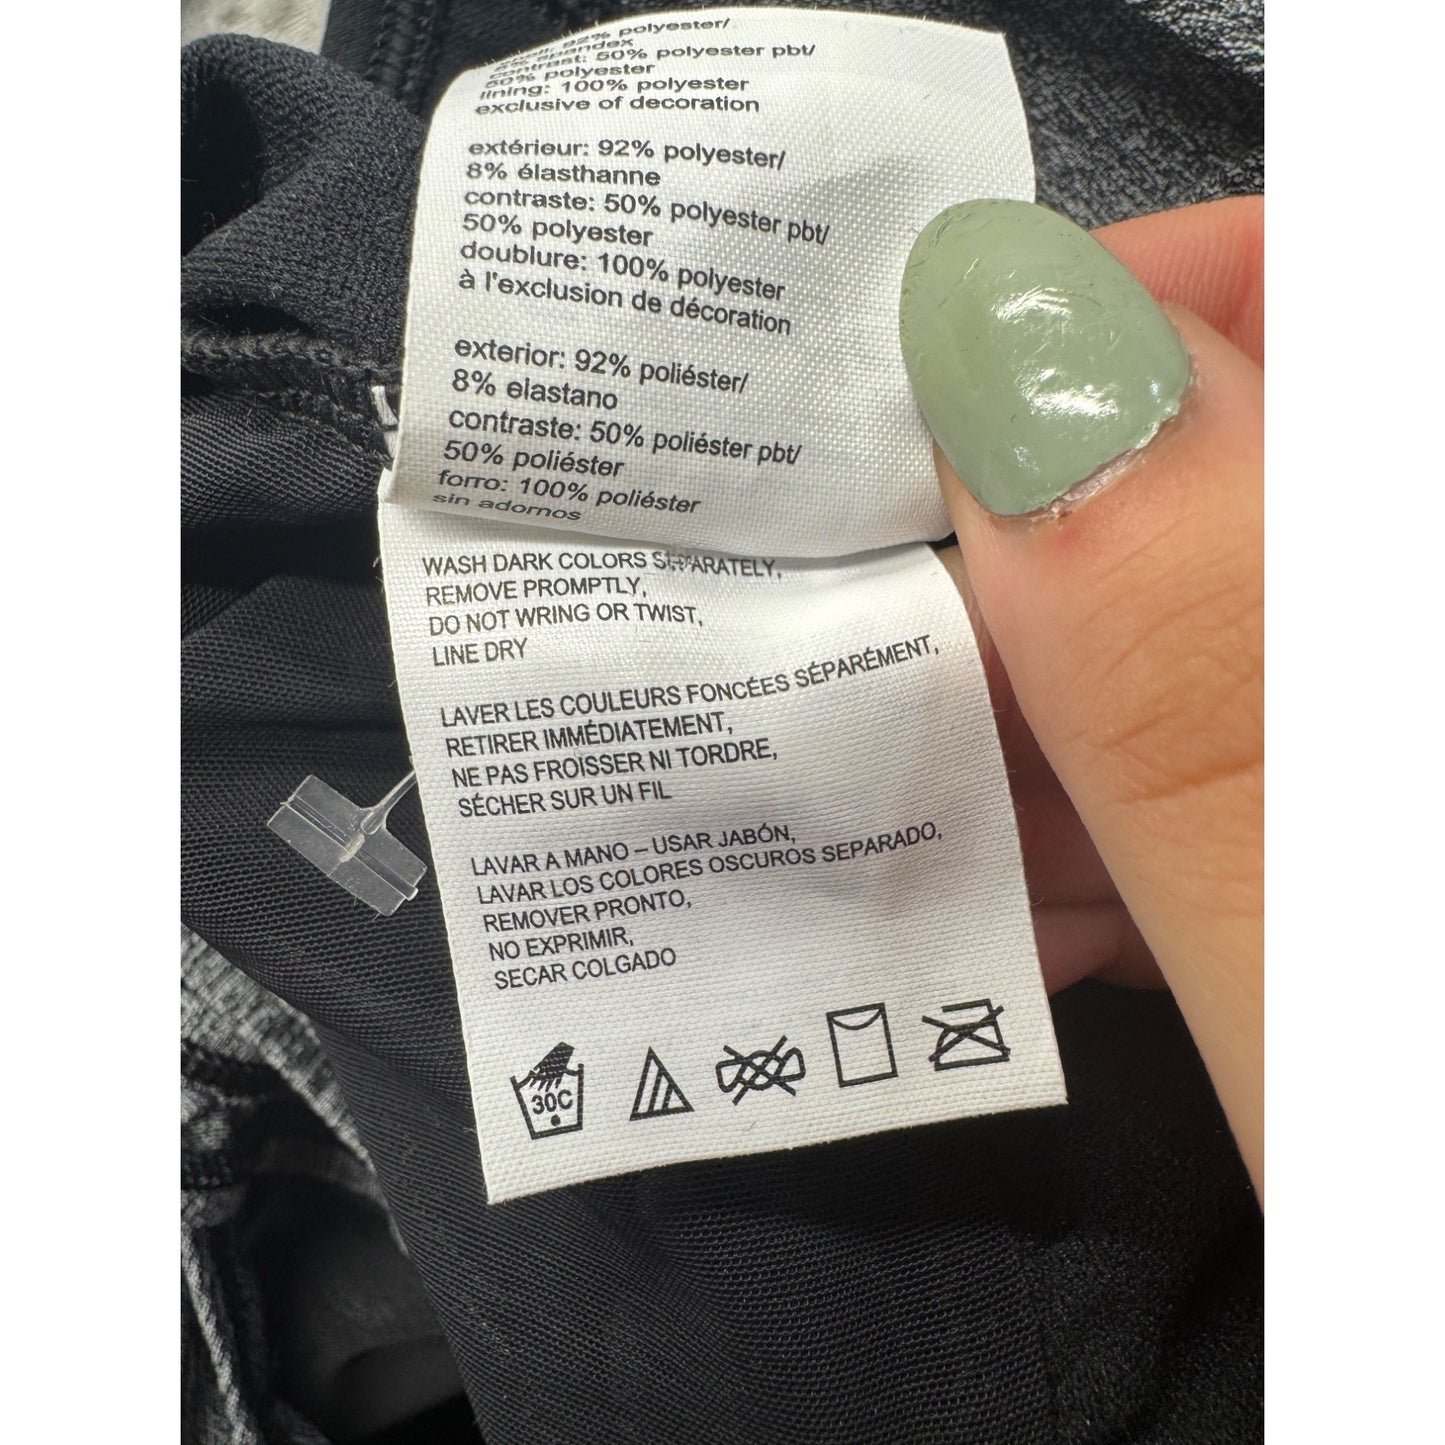 92% polyester/
8% spandex
contrast: 50% polyester pbt/
50% polyester
lining: 100% polyester
exclusive of decoration
extérieur: 92% polyester/
8% élasthanne
contraste: 50% polyester pbt/
50% polyester
doublure: 100% polyester
à l'exclusion de décoration
exterior: 92% poliéster/
8% elastano
contraste: 50% poliéster pbt/
50% poliéster
forro: 100% poliéster
sin adornos
WASH DARK COLORS SEPARATELY,
REMOVE PROMPTLY,
DO NOT WRING OR TWIST,
LINE DRY
LAVER LES COULEURS FONCÉES SÉPARÉMENT,
RETIRER IMMÉDIATEMENT,
NE PAS FROISSER NI TORDRE,
SÉCHER SUR UN FIL
LAVAR A MANO – USAR JABÓN,
LAVAR LOS COLORES OSCUROS SEPARADO,
REMOVER PRONTO,
NO EXPRIMIR,
SECAR COLGADO
30C